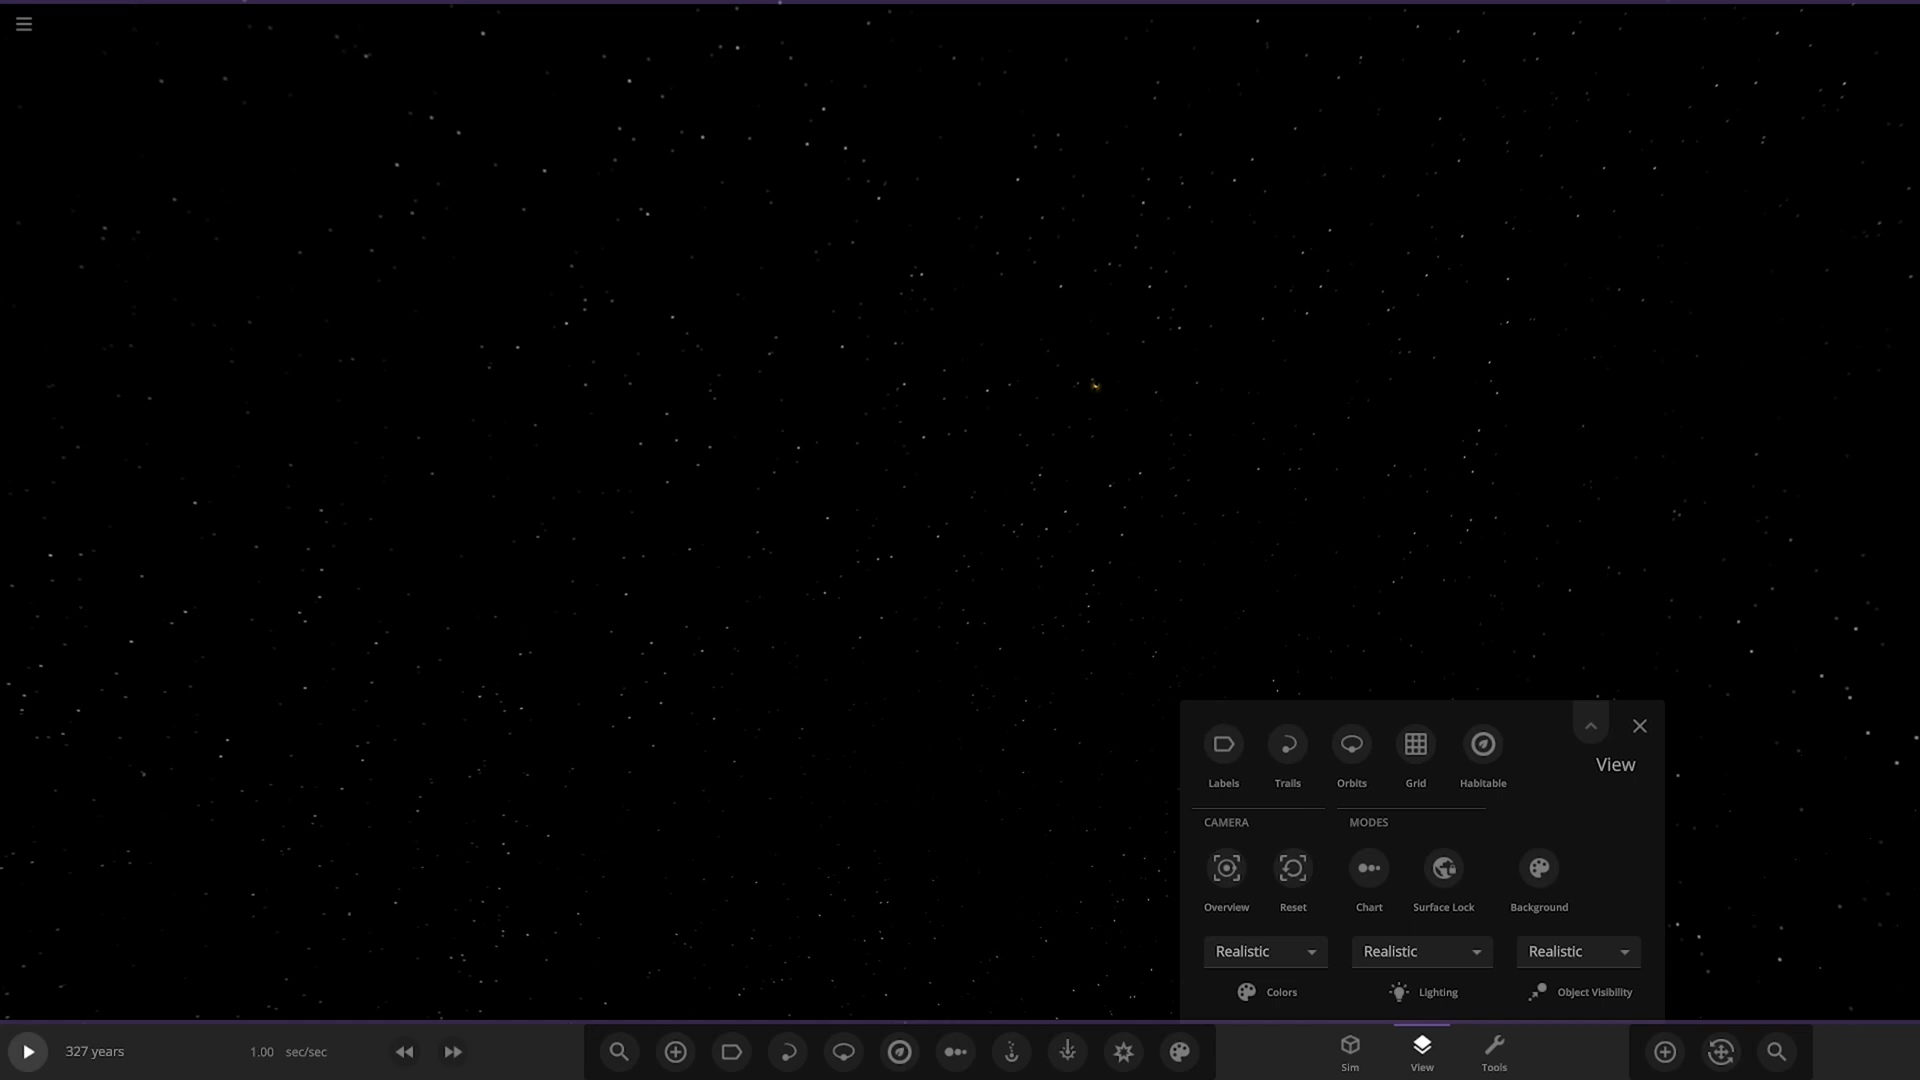 Labels Trails Orbits Grid Habitable
View
CAMERA MODES
Overview Reset Chart Surface Lock Background
Realistic Realistic Realistic
Colors Lighting Object Visibility
327 years 1.00 sec/sec
Sim View Tools